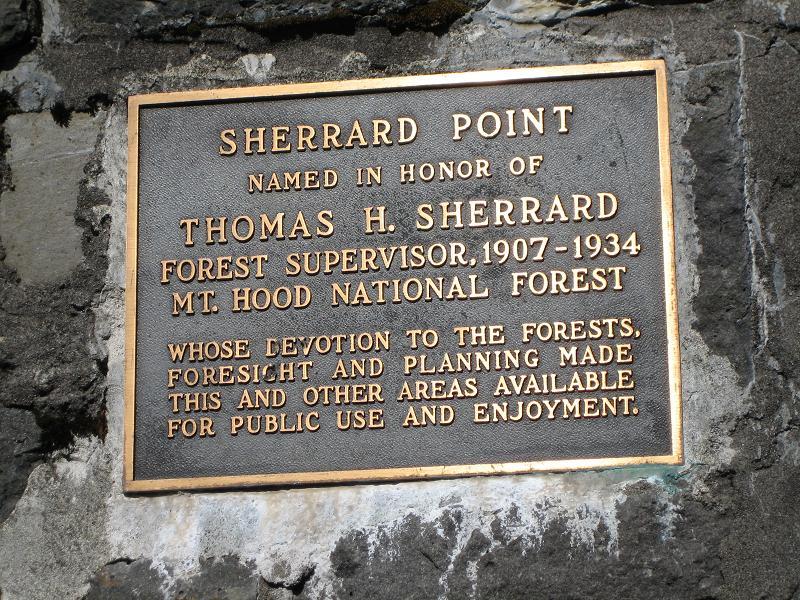 SHERRARD POINT
NAMED IN HONOR OF
THOMAS H. SHERRARD
FOREST SUPERVISOR, 1907-1934
MT. HOOD NATIONAL FOREST
WHOSE DEVOTION TO THE FORESTS,
FORESIGHT AND PLANNING MADE
THIS AND OTHER AREAS AVAILABLE
FOR PUBLIC USE AND ENJOYMENT.